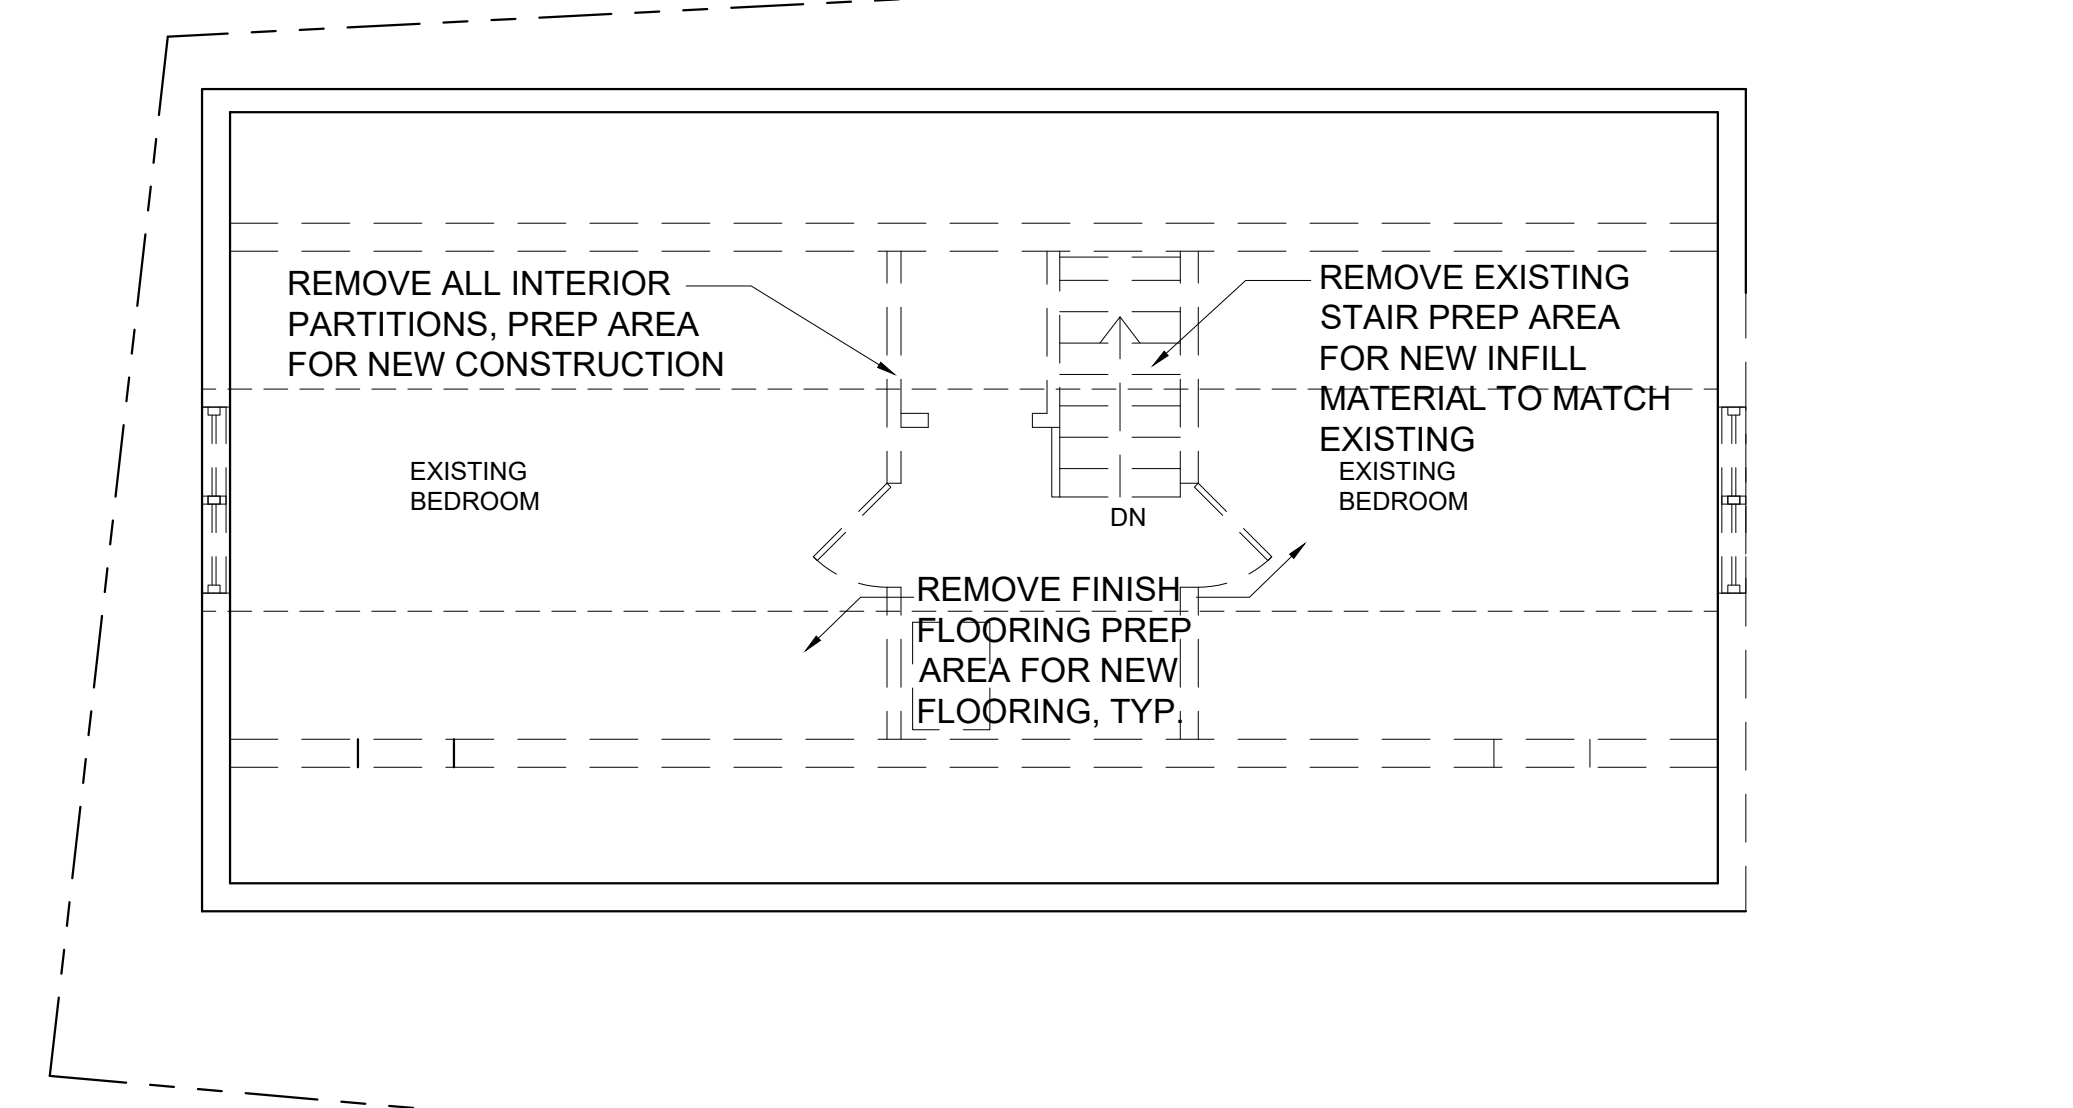 REMOVE ALL INTERIOR
PARTITIONS, PREP AREA
FOR NEW CONSTRUCTION
REMOVE EXISTING
STAIR PREP AREA
FOR NEW INFILL
MATERIAL TO MATCH
EXISTING
EXISTING
BEDROOM
EXISTING
BEDROOM
DN
REMOVE FINISH
FLOORING PREP
AREA FOR NEW
FLOORING, TYP.